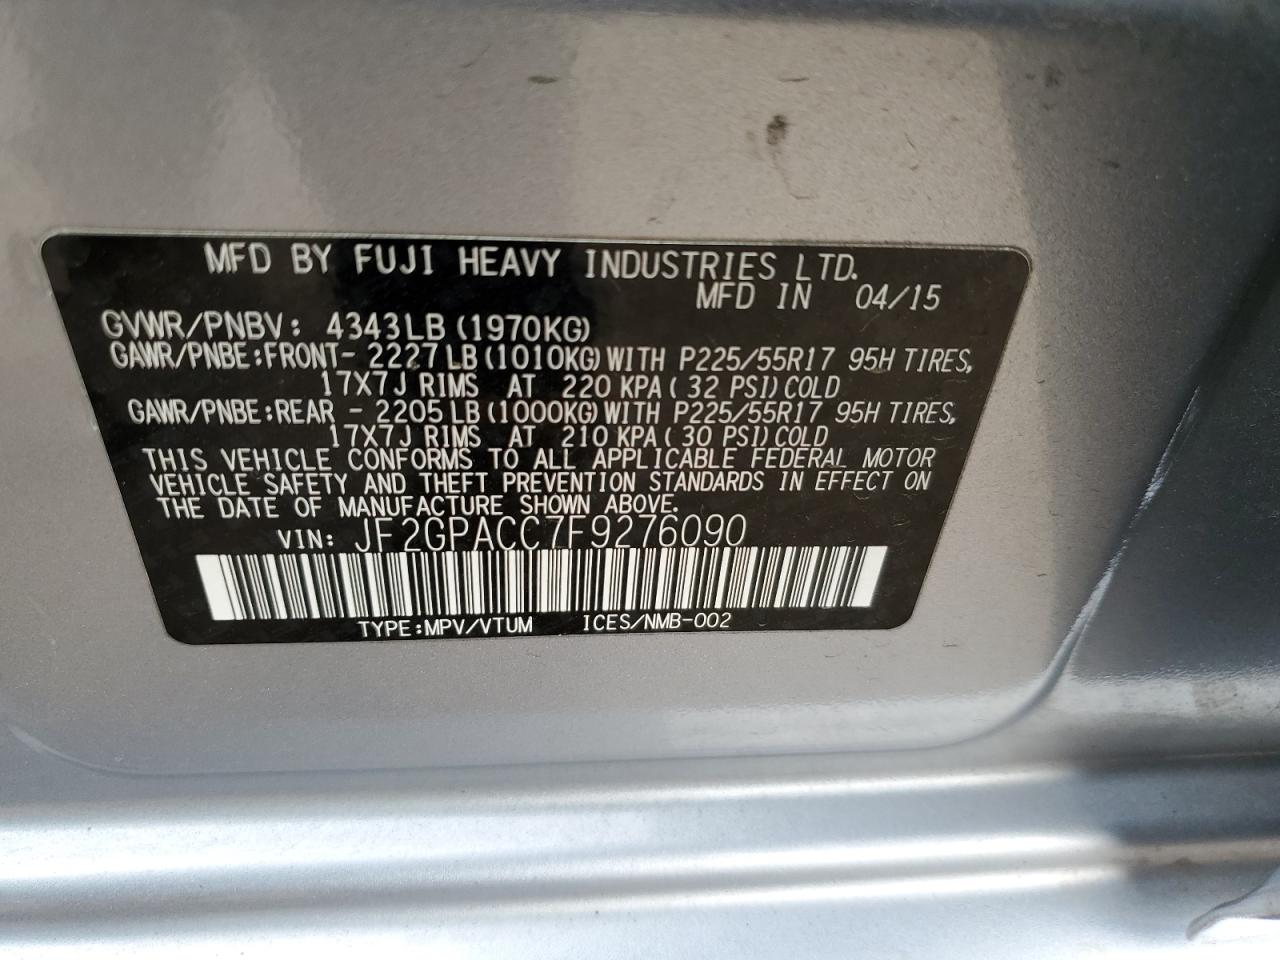 MFD BY FUJI HEAVY INDUSTRIES LTD.
MFD IN 04/15
GVWR/PNBV: 4343LB (1970KG)
GAWR/PNBE:FRONT- 2227 LB (1010KG) WITH P225/55R17 95H TIRES,
17X7J RIMS AT 220 KPA ( 32 PSI) COLD
GAWR/PNBE:REAR - 2205 LB (1000KG) WITH P225/55R17 95H TIRES,
17X7J RIMS AT 210 KPA ( 30 PSI) COLD
THIS VEHICLE CONFORMS TO ALL APPLICABLE FEDERAL MOTOR
VEHICLE SAFETY AND THEFT PREVENTION STANDARDS IN EFFECT ON
THE DATE OF MANUFACTURE SHOWN ABOVE.
VIN: JF2GPACC7F9276090
TYPE:MPV/VTUM ICES/NMB-002